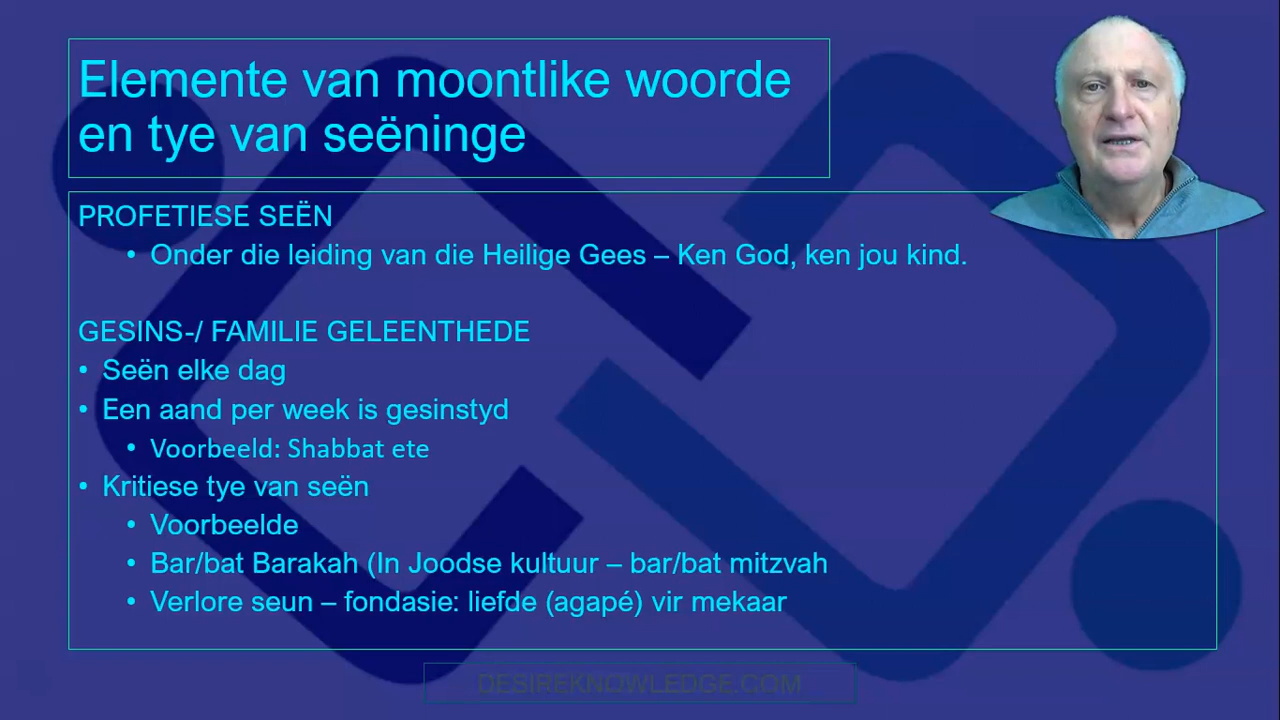 Elemente van moontlike woorde
en tye van seëninge
PROFETIESE SEËN
• Onder die leiding van die Heilige Gees – Ken God, ken jou kind.
GESINS-/ FAMILIE GELEENTHEDE
• Seën elke dag
• Een aand per week is gesinstyd
• Voorbeeld: Shabbat ete
• Kritiese tye van seën
• Voorbeelde
• Bar/bat Barakah (In Joodse kultuur – bar/bat mitzvah
• Verlore seun – fondasie: liefde (agapé) vir mekaar
DESIREKNOWLEDGE.COM